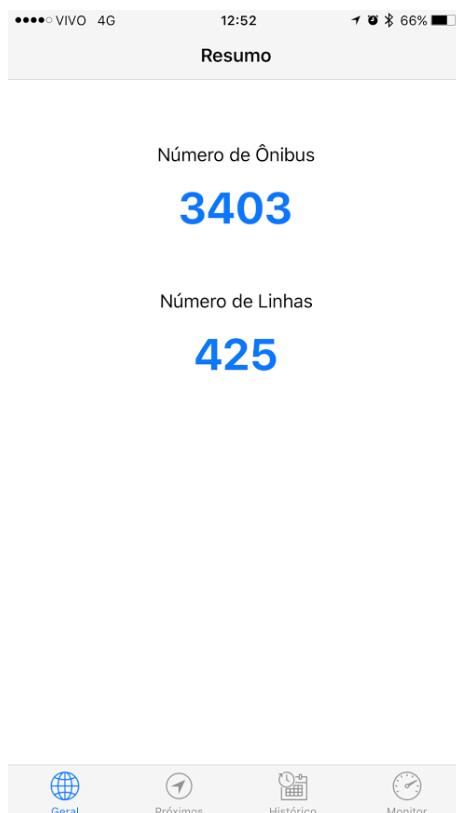 VIVO 4G 12:52 66%
Resumo
Número de Ônibus
3403
Número de Linhas
425
Geral Próximos Histórico Monitor